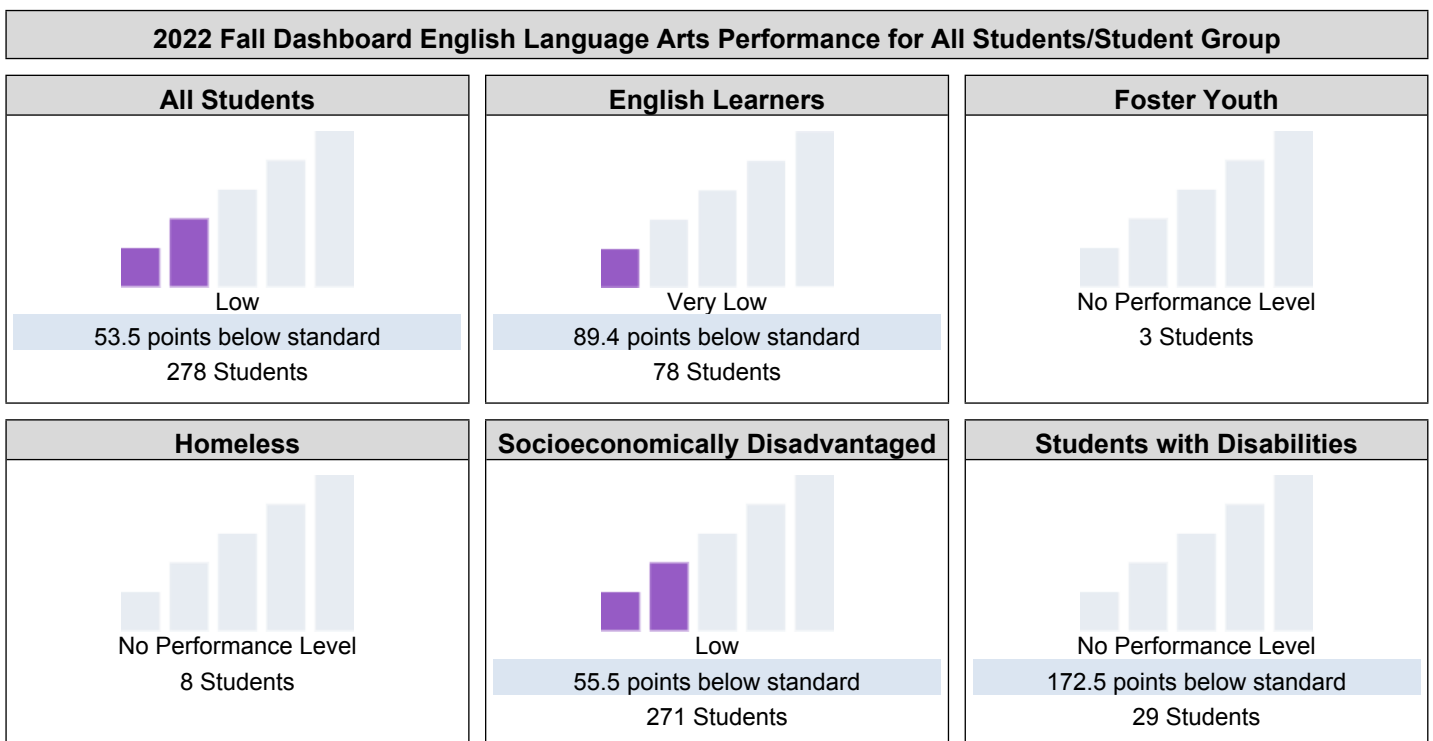 2022 Fall Dashboard English Language Arts Performance for All Students/Student Group
All Students
Low
53.5 points below standard
278 Students
English Learners
Very Low
89.4 points below standard
78 Students
Foster Youth
No Performance Level
3 Students
Homeless
No Performance Level
8 Students
Socioeconomically Disadvantaged
Low
55.5 points below standard
271 Students
Students with Disabilities
No Performance Level
172.5 points below standard
29 Students